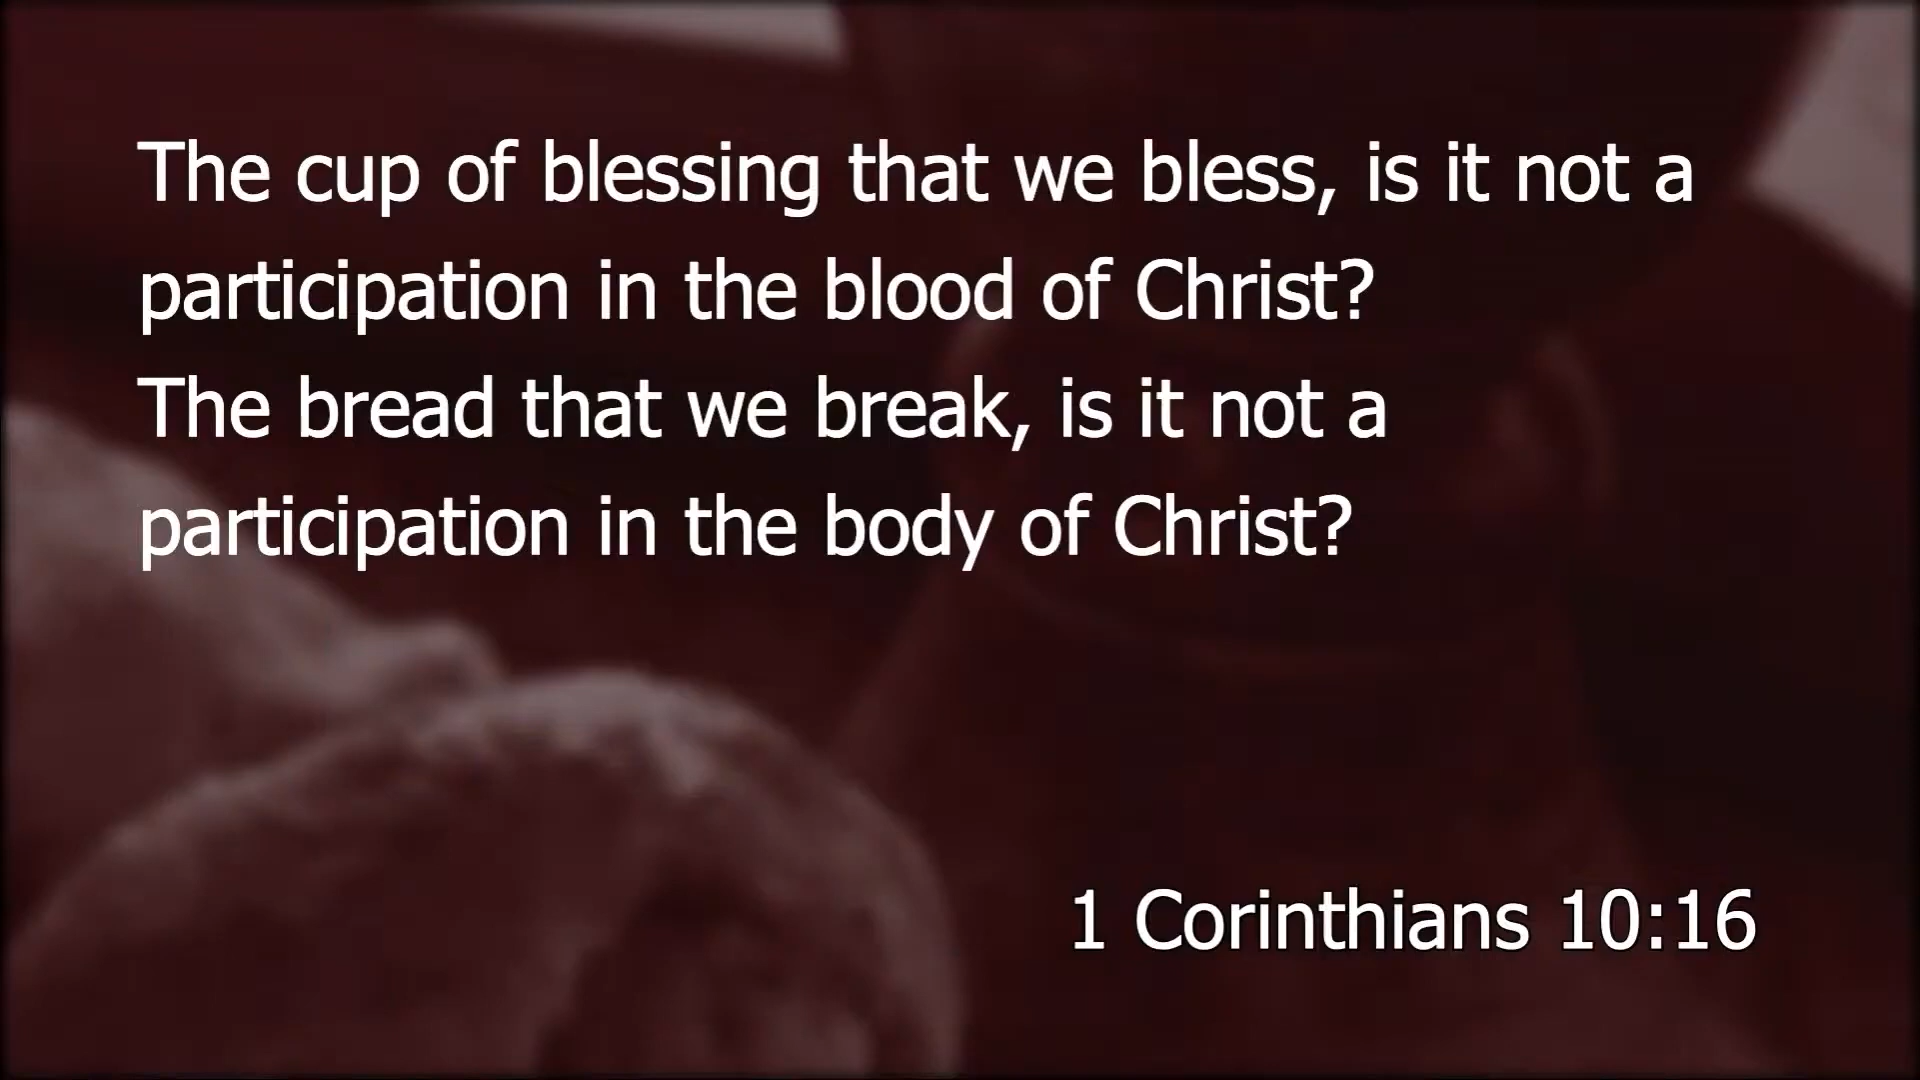 The cup of blessing that we bless, is it not a
participation in the blood of Christ?
The bread that we break, is it not a
participation in the body of Christ?
1 Corinthians 10:16